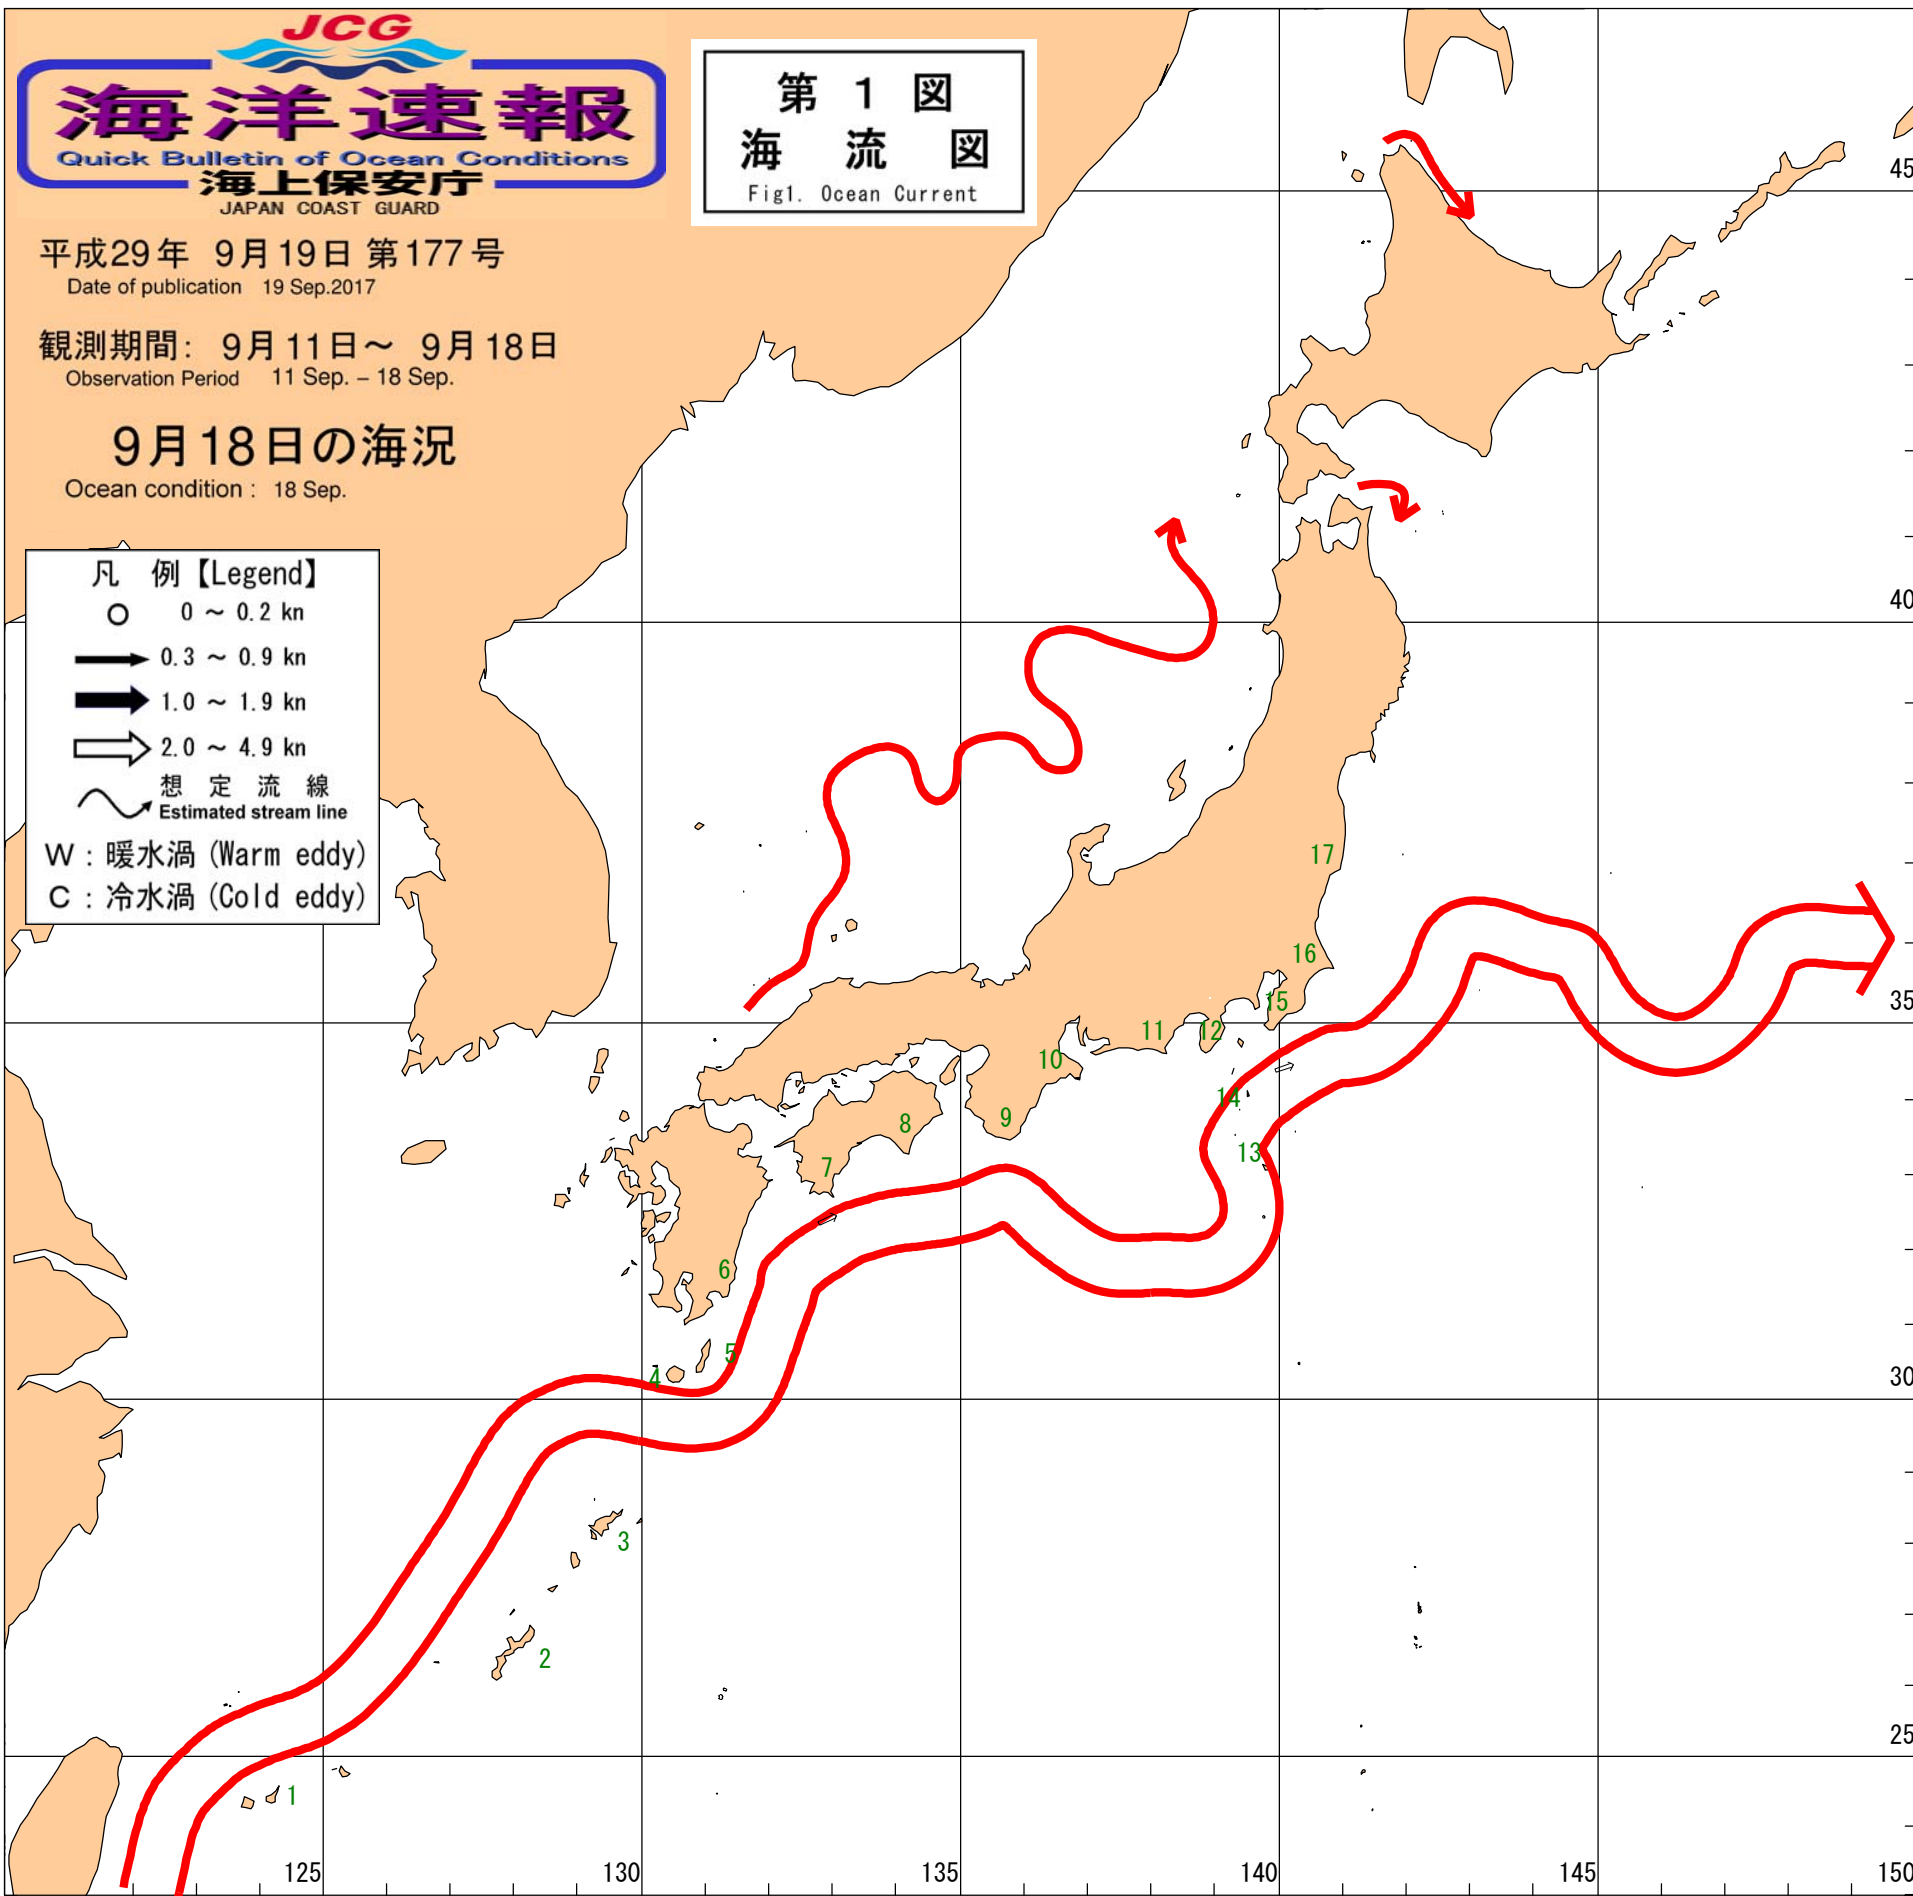 JCG
海洋速報
Quick Bulletin of Ocean Conditions
海上保安庁
JAPAN COAST GUARD
第 1 図
海 流 図
Fig1. Ocean Current
平成29年 9月19日 第177号
Date of publication 19 Sep.2017
観測期間: 9月11日～ 9月18日
Observation Period 11 Sep. – 18 Sep.
9月18日の海況
Ocean condition : 18 Sep.
凡 例【Legend】
0 ～ 0.2 kn
0.3 ～ 0.9 kn
1.0 ～ 1.9 kn
2.0 ～ 4.9 kn
想 定 流 線
Estimated stream line
W : 暖水渦 (Warm eddy)
C : 冷水渦 (Cold eddy)
45
40
35
30
25
17
16
15
14
13
12
11
10
9
8
7
6
5
4
3
2
1
125
130
135
140
145
150